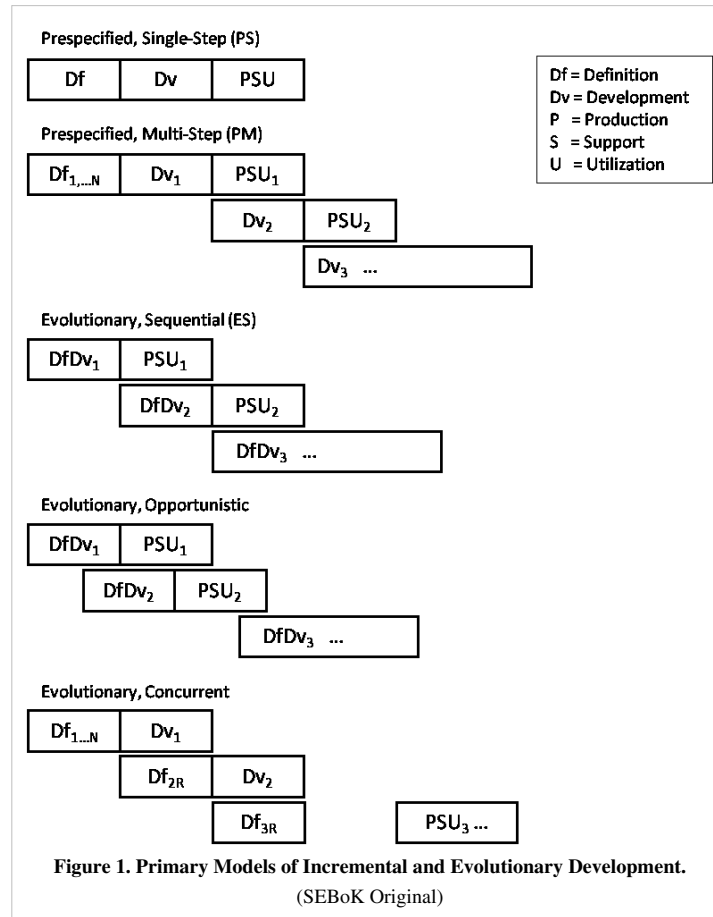 Prespecified, Single-Step (PS)
Df Dv PSU
Df = Definition
Dv = Development
P = Production
S = Support
U = Utilization
Prespecified, Multi-Step (PM)
Df1,...N Dv1 PSU1
Dv2 PSU2
Dv3 ...
Evolutionary, Sequential (ES)
DfDv1 PSU1
DfDv2 PSU2
DfDv3 ...
Evolutionary, Opportunistic
DfDv1 PSU1
DfDv2 PSU2
DfDv3 ...
Evolutionary, Concurrent
Df1...N Dv1
Df2R Dv2
Df3R PSU3 ...
Figure 1. Primary Models of Incremental and Evolutionary Development.
(SEBoK Original)